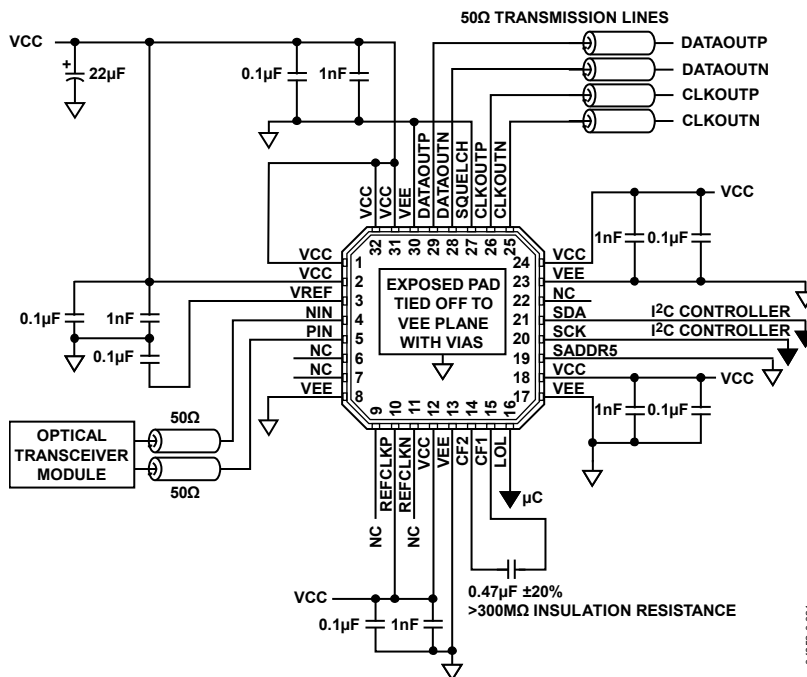 50Ω TRANSMISSION LINES
VCC
DATAOUTP
+
22µF
0.1µF
1nF
DATAOUTN
CLKOUTP
CLKOUTN
VCC
VCC
VEE
DATAOUTP
DATAOUTN
SQUELCH
CLKOUTP
CLKOUTN
32
31
30
29
28
27
26
25
VCC
1nF
0.1µF
VCC
1
24
VCC
VCC
2
23
VEE
VREF
3
22
NC
NIN
4
21
SDA
I²C CONTROLLER
PIN
5
20
SCK
I²C CONTROLLER
NC
6
19
SADDR5
NC
7
18
VCC
VCC
VEE
8
17
VEE
EXPOSED PAD
TIED OFF TO
VEE PLANE
WITH VIAS
0.1µF
1nF
0.1µF
1nF
0.1µF
9
10
11
12
13
14
15
16
NC
REFCLKP
REFCLKN
NC
VCC
VEE
CF2
CF1
LOL
50Ω
OPTICAL
TRANSCEIVER
MODULE
50Ω
µC
VCC
0.1µF
1nF
0.47µF ±20%
>300MΩ INSULATION RESISTANCE